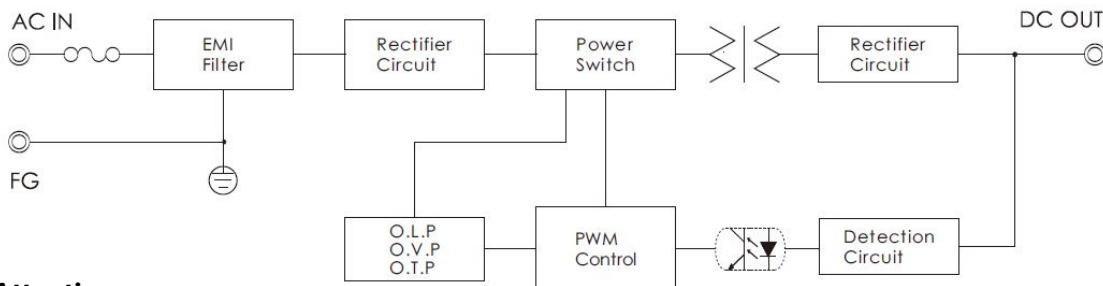 AC IN
DC OUT
EMI
Filter
Rectifier
Circuit
Power
Switch
Rectifier
Circuit
FG
O.L.P
O.V.P
O.T.P
PWM
Control
Detection
Circuit